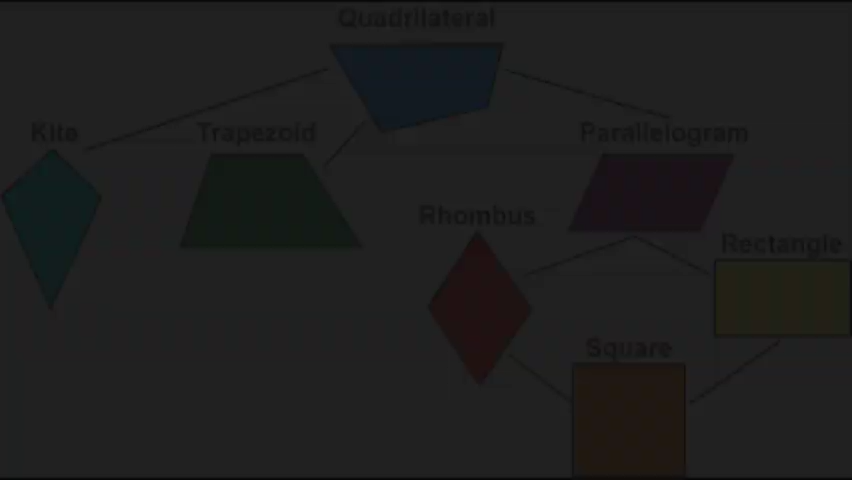 Quadrilateral
Kite
Trapezoid
Parallelogram
Rhombus
Rectangle
Square